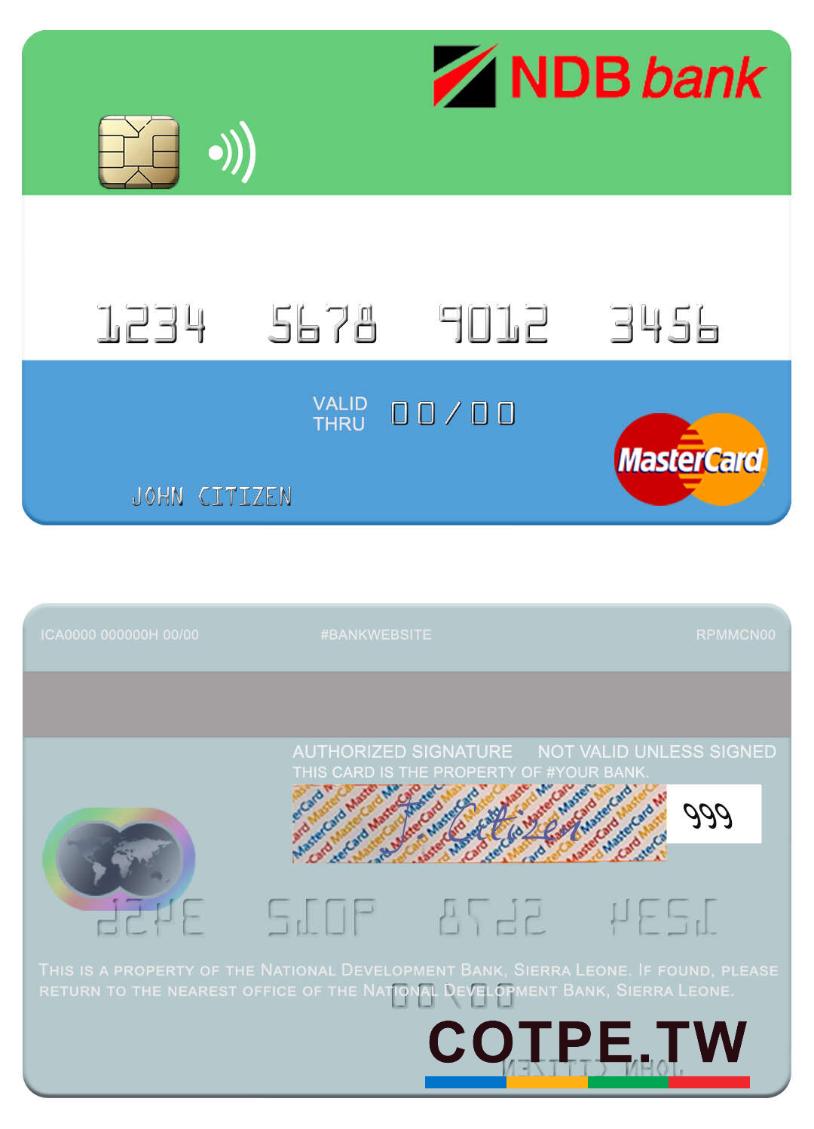 NDB bank
1234 5678 9012 3456
VALID THRU 00/00
MasterCard
JOHN CITIZEN
ICA0000 000000H 00/00 #BANKWEBSITE RPMMCN00
AUTHORIZED SIGNATURE NOT VALID UNLESS SIGNED
THIS CARD IS THE PROPERTY OF #YOUR BANK.
J Citizen 999
THIS IS A PROPERTY OF THE NATIONAL DEVELOPMENT BANK, SIERRA LEONE. IF FOUND, PLEASE
RETURN TO THE NEAREST OFFICE OF THE NATIONAL DEVELOPMENT BANK, SIERRA LEONE.
COTPE.TW